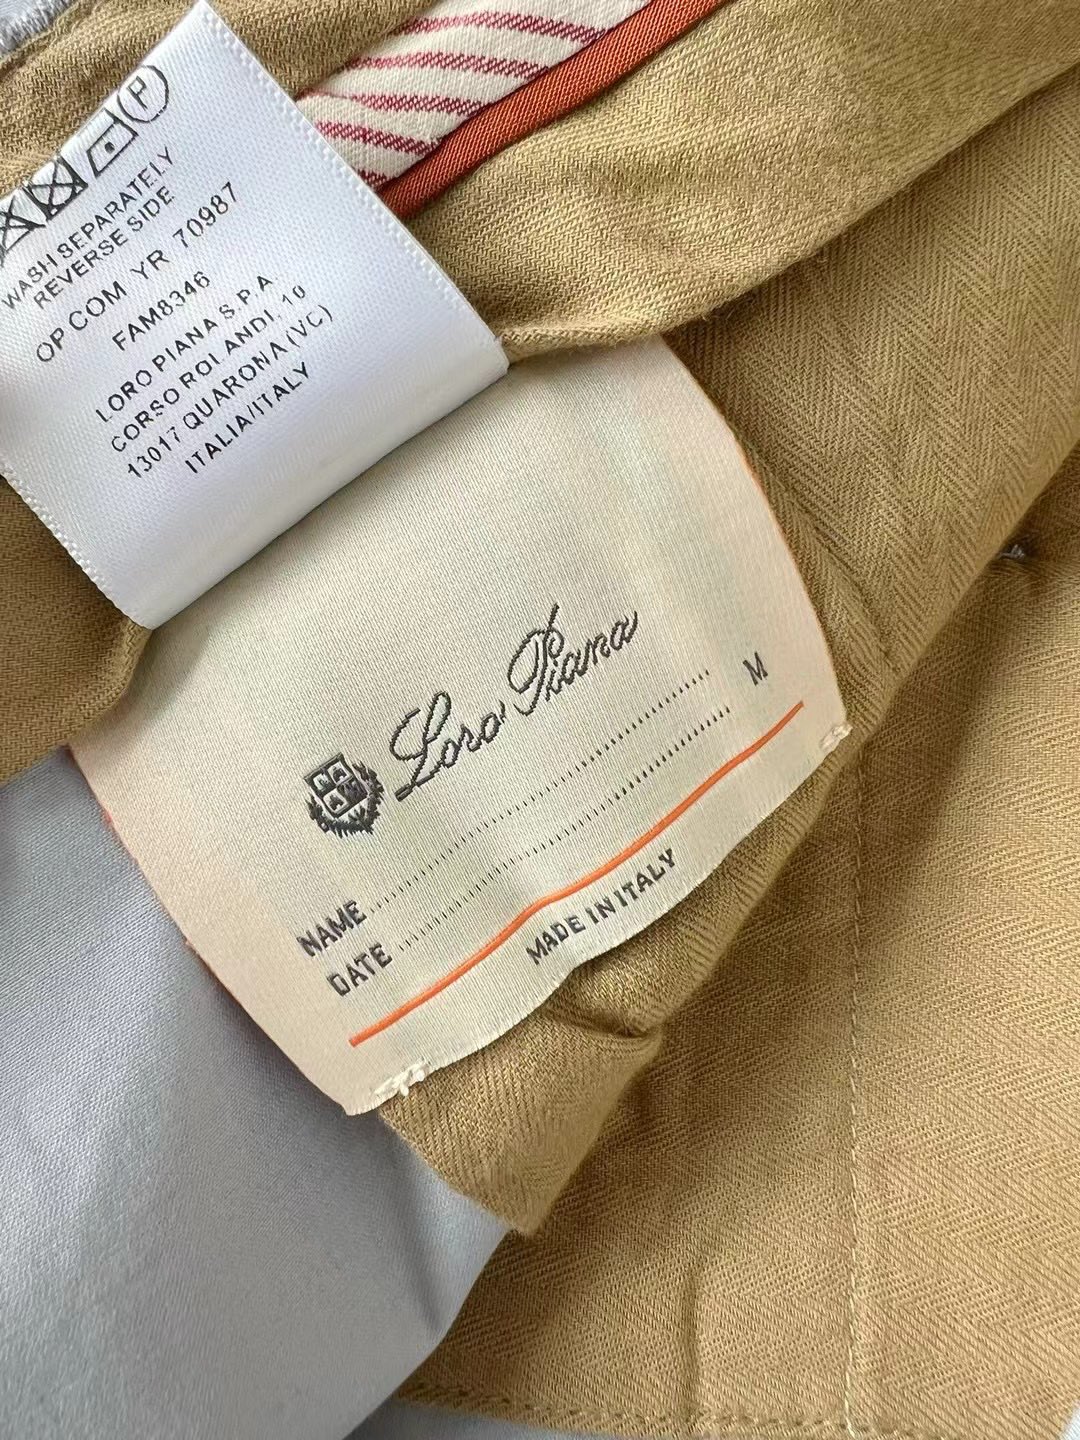 P
WASH SEPARATELY
REVERSE SIDE
OP COM YR 70987
FAM8346
LORO PIANA S.P.A.
CORSO ROLANDI, 10
13017 QUARONA (VC)
ITALIA/ITALY
Loro Piana
M
NAME
DATE
MADE IN ITALY